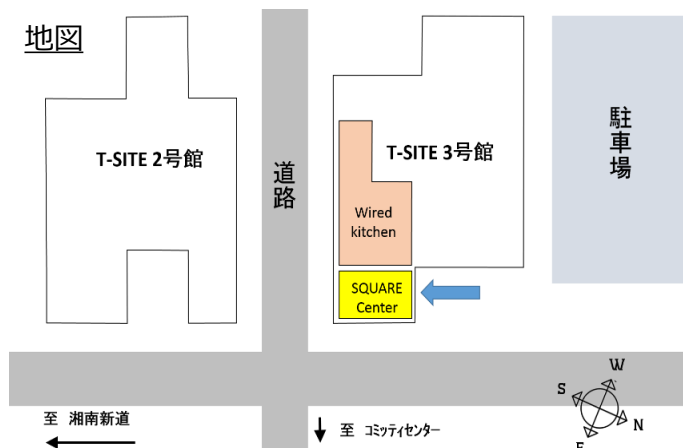 地図
T-SITE 2号館
道
路
T-SITE 3号館
駐
車
場
Wired
kitchen
SQUARE
Center
W
S
N
E
至 湘南新道
至 コミッティセンター